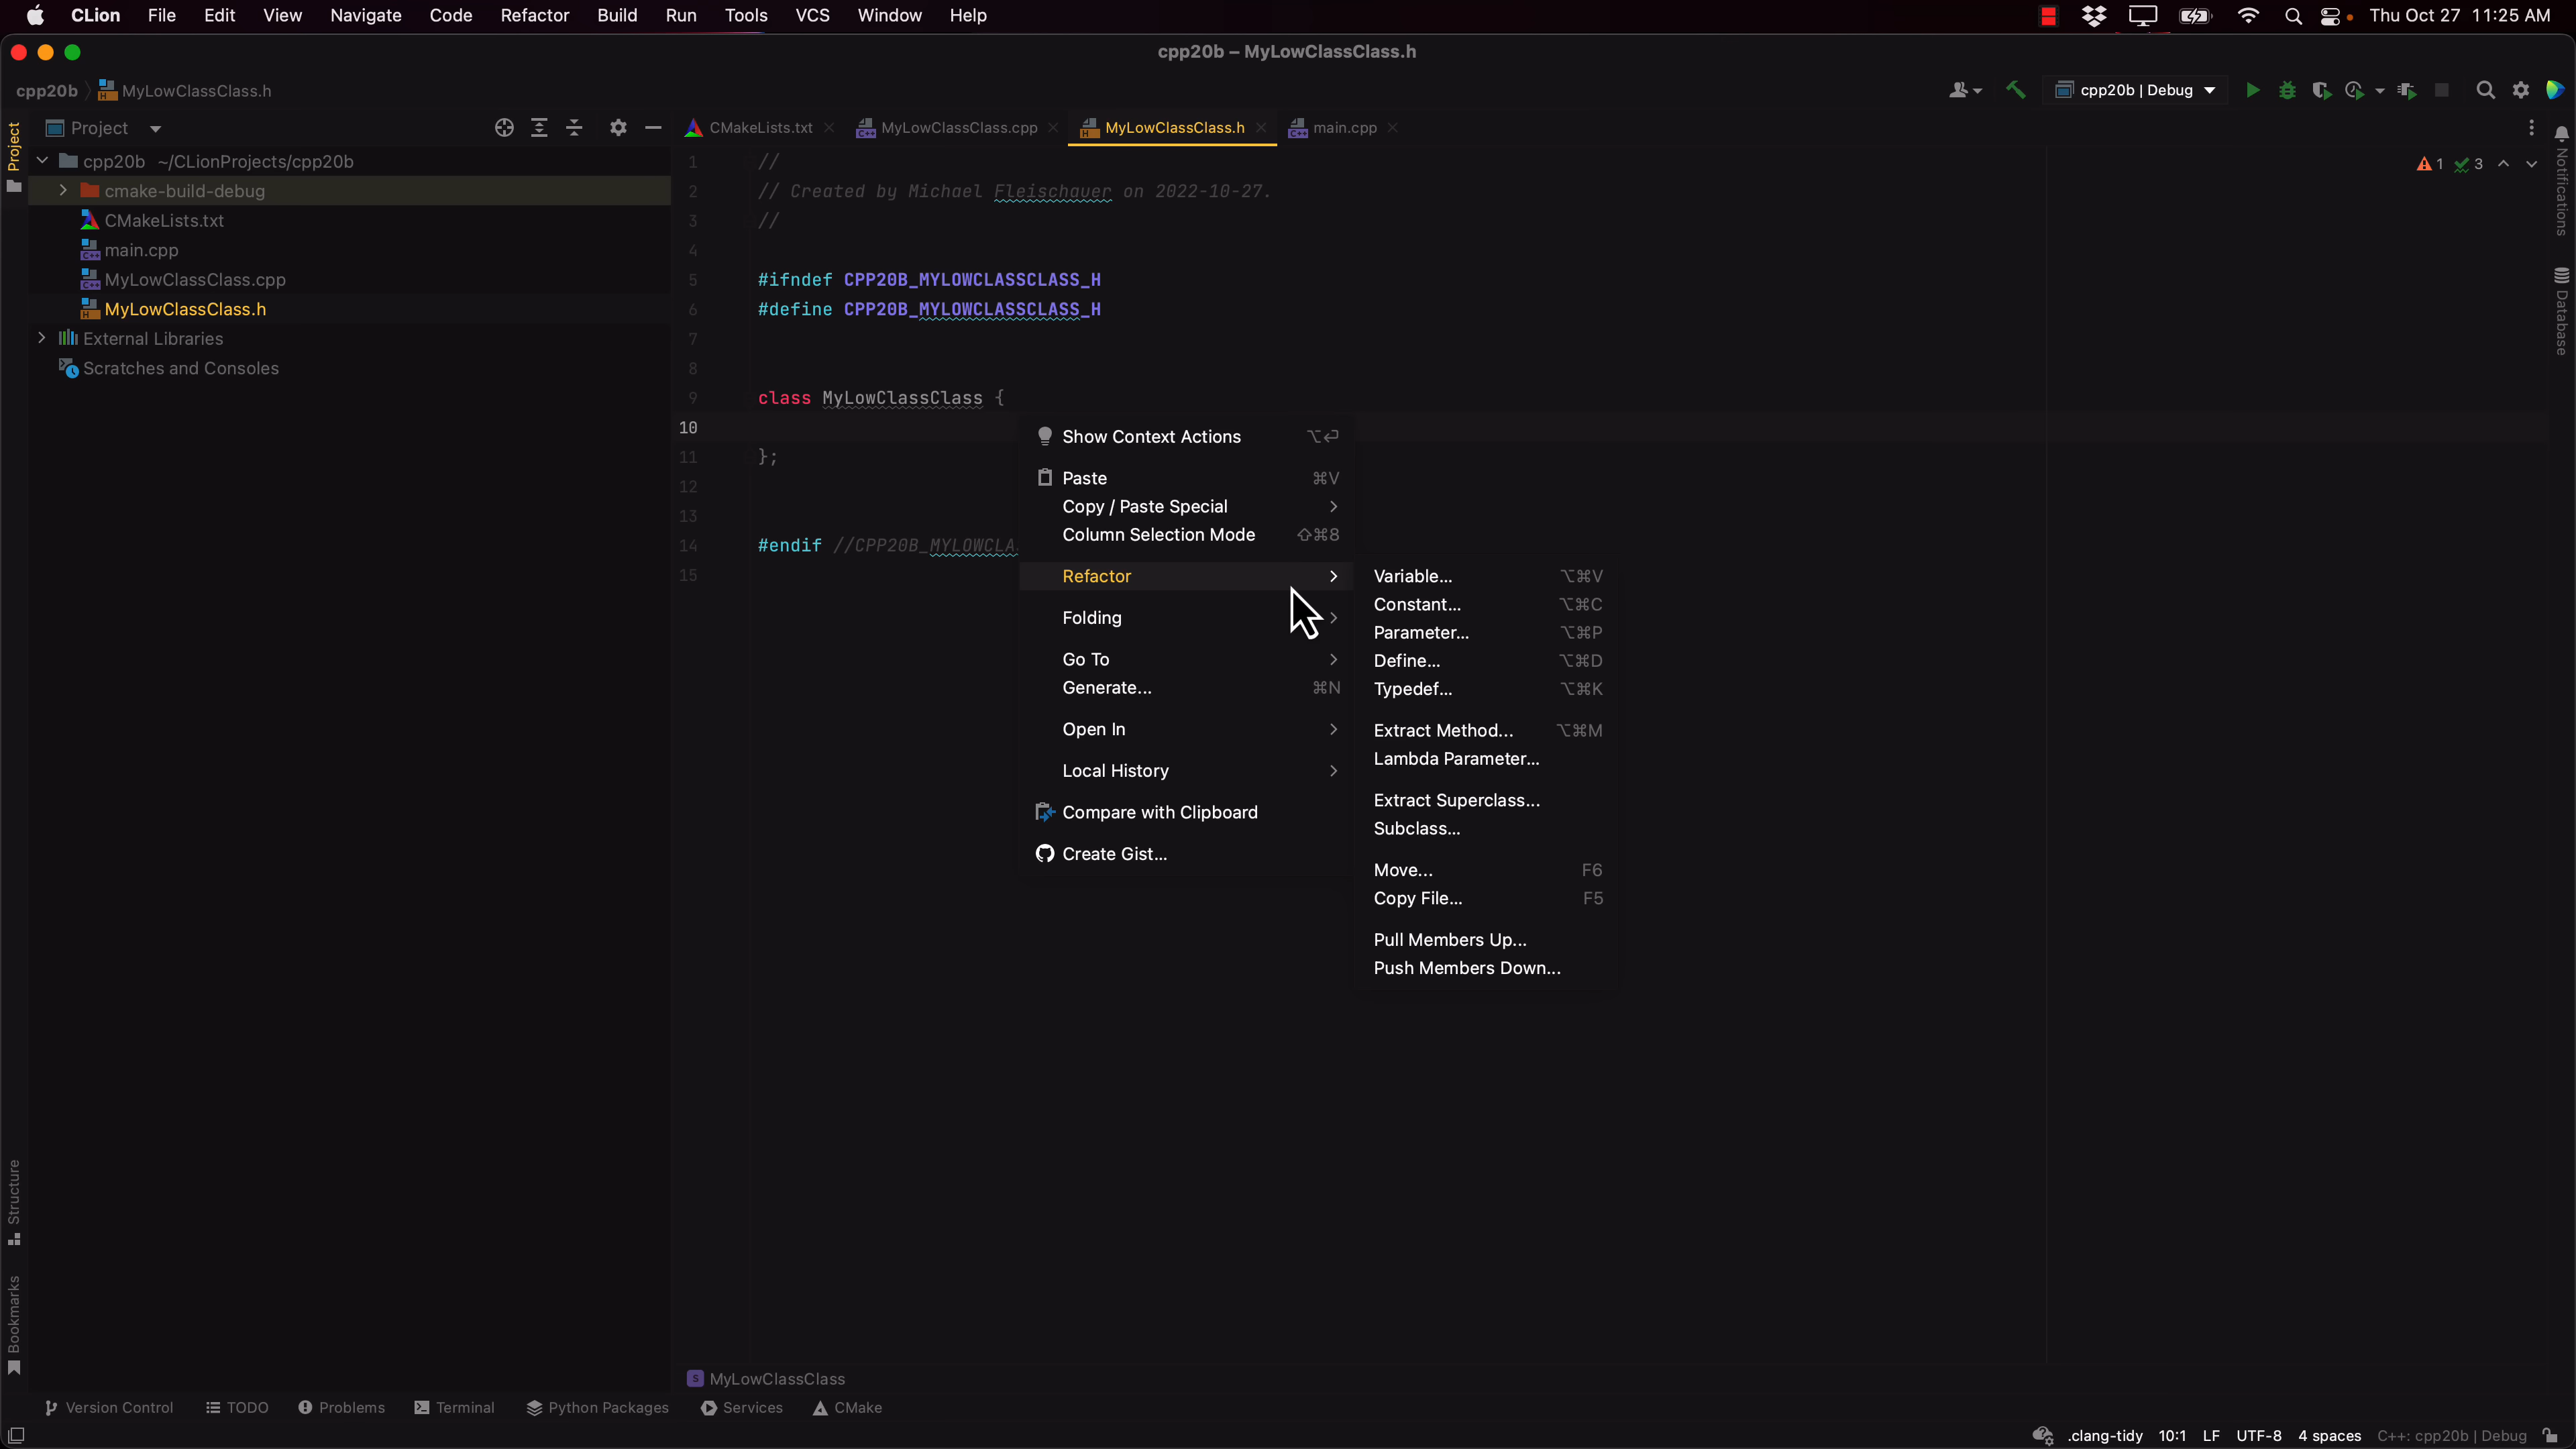 CLion File Edit View Navigate Code Refactor Build Run Tools VCS Window Help Thu Oct 27 11:25 AM
cpp20b – MyLowClassClass.h
cpp20b MyLowClassClass.h cpp20b | Debug
Project CMakeLists.txt MyLowClassClass.cpp MyLowClassClass.h main.cpp
Project
Notifications
Database
Structure
Bookmarks
cpp20b ~/CLionProjects/cpp20b
cmake-build-debug
CMakeLists.txt
main.cpp
MyLowClassClass.cpp
MyLowClassClass.h
External Libraries
Scratches and Consoles
1 3
1 //
2 // Created by Michael Fleischauer on 2022-10-27.
3 //
4
5 #ifndef CPP20B_MYLOWCLASSCLASS_H
6 #define CPP20B_MYLOWCLASSCLASS_H
7
8
9 class MyLowClassClass {
10
11 };
12
13
14 #endif //CPP20B_MYLOWCLA
15
Show Context Actions ⌥⏎
Paste ⌘V
Copy / Paste Special
Column Selection Mode ⇧⌘8
Refactor
Folding
Go To
Generate... ⌘N
Open In
Local History
Compare with Clipboard
Create Gist...
Variable... ⌥⌘V
Constant... ⌥⌘C
Parameter... ⌥⌘P
Define... ⌥⌘D
Typedef... ⌥⌘K
Extract Method... ⌥⌘M
Lambda Parameter...
Extract Superclass...
Subclass...
Move... F6
Copy File... F5
Pull Members Up...
Push Members Down...
S MyLowClassClass
Version Control TODO Problems Terminal Python Packages Services CMake
.clang-tidy 10:1 LF UTF-8 4 spaces C++: cpp20b | Debug